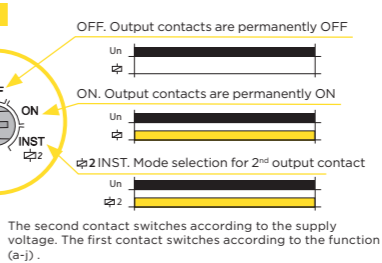 OFF. Output contacts are permanently OFF
Un
ON. Output contacts are permanently ON
ON
Un
INST
2
2 INST. Mode selection for 2nd output contact
Un
2
The second contact switches according to the supply
voltage. The first contact switches according to the function
(a-j) .